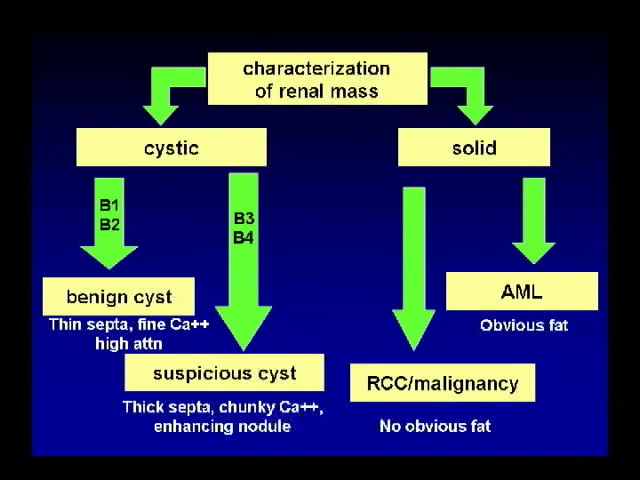 characterization
of renal mass
cystic
solid
B1
B2
B3
B4
benign cyst
Thin septa, fine Ca++
high attn
AML
Obvious fat
suspicious cyst
Thick septa, chunky Ca++,
enhancing nodule
RCC/malignancy
No obvious fat